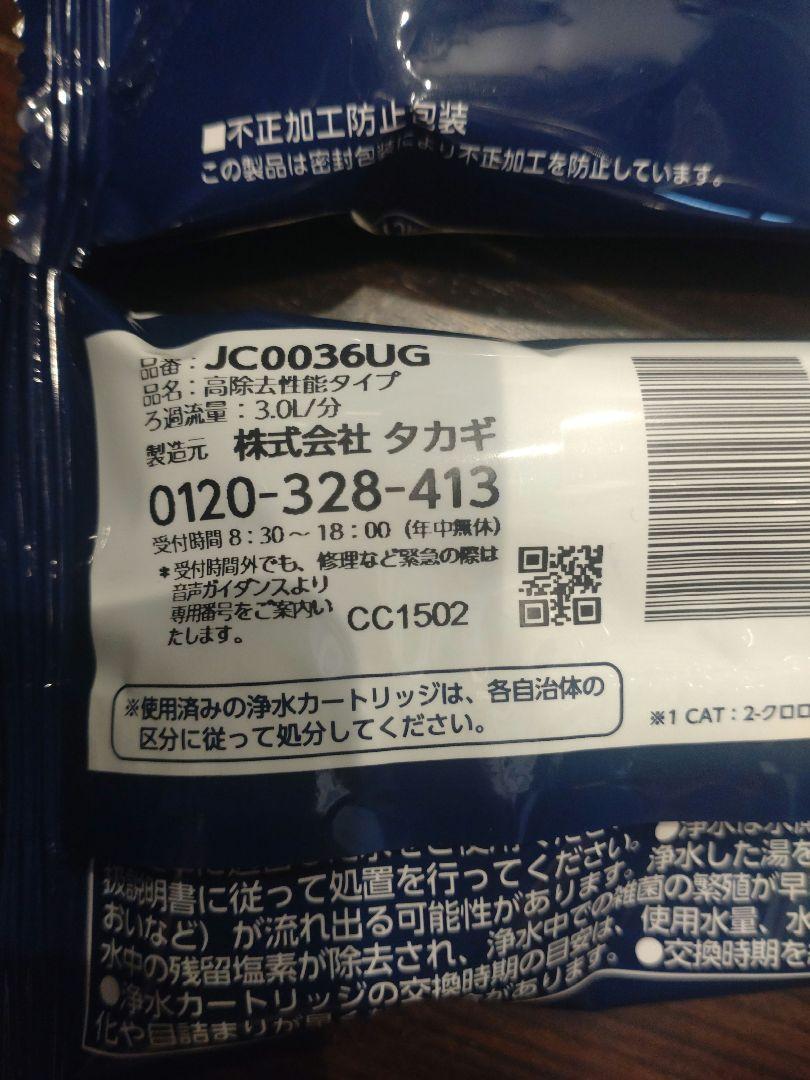 ■不正加工防止包装
この製品は密封包装により不正加工を防止しています。
品番：JC0036UG
品名：高除去性能タイプ
ろ過流量：3.0L/分
製造元 株式会社 タカギ
0120-328-413
受付時間 8：30～18：00（年中無休）
＊受付時間外でも、修理など緊急の際は
音声ガイダンスより
専用番号をご案内い
たします。
CC1502
※使用済みの浄水カートリッジは、各自治体の
区分に従って処分してください。
※1 CAT：2-クロロ
扱説明書に従って処置を行ってください。
おいなど）が流れ出る可能性があります。
水中の残留塩素が除去され、浄水中での雑菌の繁殖が早
●浄水カートリッジの交換時期の目安は、使用水量、水
化や目詰まりが早く
があります。
浄水した湯を
●交換時期を